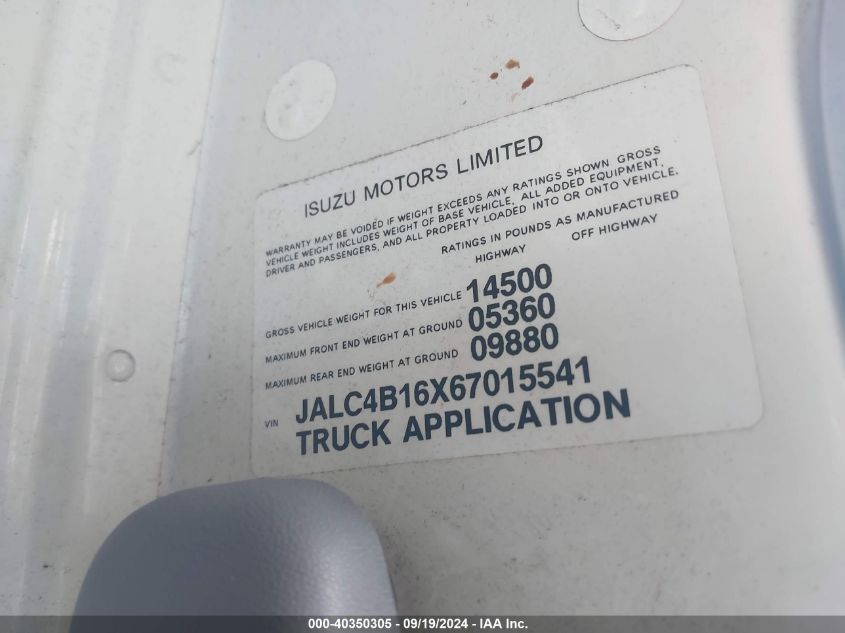 ISUZU MOTORS LIMITED
WARRANTY MAY BE VOIDED IF WEIGHT EXCEEDS ANY RATINGS SHOWN. GROSS
VEHICLE WEIGHT INCLUDES WEIGHT OF BASE VEHICLE, ALL ADDED EQUIPMENT,
DRIVER AND PASSENGERS, AND ALL PROPERTY LOADED INTO OR ONTO VEHICLE.
RATINGS IN POUNDS AS MANUFACTURED
HIGHWAY OFF HIGHWAY
GROSS VEHICLE WEIGHT FOR THIS VEHICLE 14500
MAXIMUM FRONT END WEIGHT AT GROUND 05360
MAXIMUM REAR END WEIGHT AT GROUND 09880
VIN JALC4B16X67015541
TRUCK APPLICATION
000-40350305 - 09/19/2024 - IAA Inc.